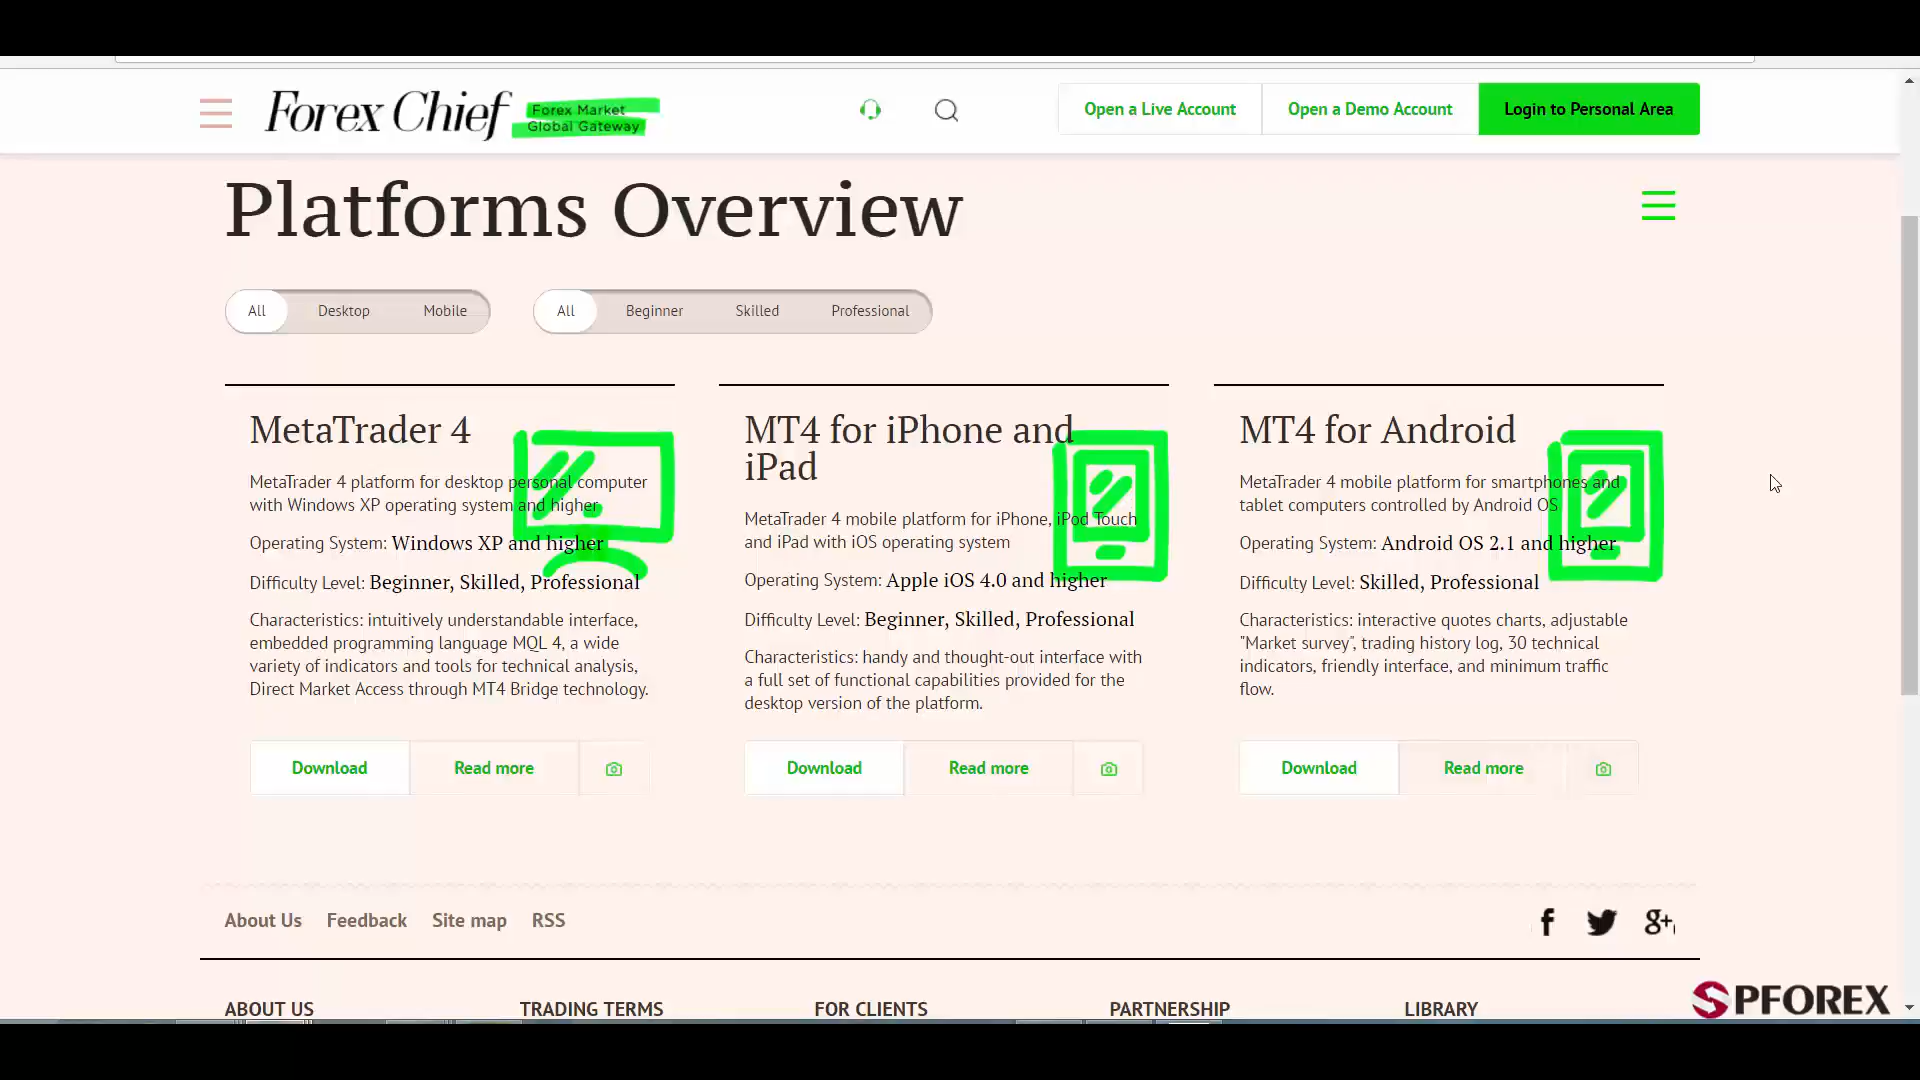 Forex Chief
Forex Market
Global Gateway
Open a Live Account
Open a Demo Account
Login to Personal Area
Platforms Overview
All
Desktop
Mobile
All
Beginner
Skilled
Professional
MetaTrader 4
MetaTrader 4 platform for desktop personal computer
with Windows XP operating system and higher
Operating System: Windows XP and higher
Difficulty Level: Beginner, Skilled, Professional
Characteristics: intuitively understandable interface,
embedded programming language MQL 4, a wide
variety of indicators and tools for technical analysis,
Direct Market Access through MT4 Bridge technology.
Download
Read more
MT4 for iPhone and
iPad
MetaTrader 4 mobile platform for iPhone, iPod Touch
and iPad with iOS operating system
Operating System: Apple iOS 4.0 and higher
Difficulty Level: Beginner, Skilled, Professional
Characteristics: handy and thought-out interface with
a full set of functional capabilities provided for the
desktop version of the platform.
Download
Read more
MT4 for Android
MetaTrader 4 mobile platform for smartphones and
tablet computers controlled by Android OS
Operating System: Android OS 2.1 and higher
Difficulty Level: Skilled, Professional
Characteristics: interactive quotes charts, adjustable
"Market survey", trading history log, 30 technical
indicators, friendly interface, and minimum traffic
flow.
Download
Read more
About Us
Feedback
Site map
RSS
f
g+
ABOUT US
TRADING TERMS
FOR CLIENTS
PARTNERSHIP
LIBRARY
SPFOREX